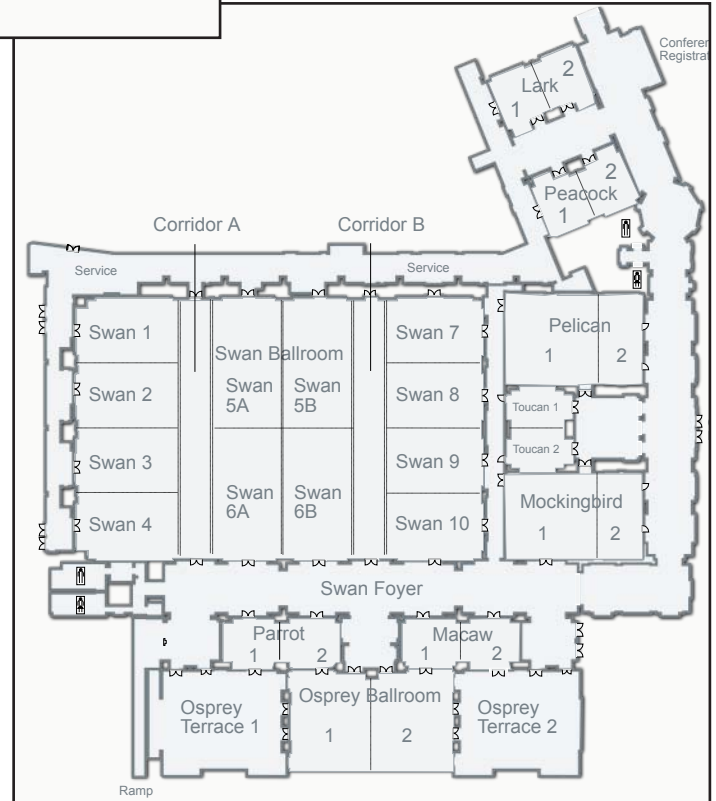 Conferen
Registrat
2
Lark
1
2
Peacock
1
Corridor A
Corridor B
Service
Service
Swan 1
Swan 7
Pelican
Swan Ballroom
1
2
Swan 2
Swan
5A
Swan
5B
Swan 8
Toucan 1
Toucan 2
Swan 3
Swan 9
Swan
6A
Swan
6B
Swan 4
Swan 10
Mockingbird
1
2
Swan Foyer
Parrot
1
2
Macaw
1
2
Osprey
Terrace 1
Osprey Ballroom
1
2
Osprey
Terrace 2
Ramp